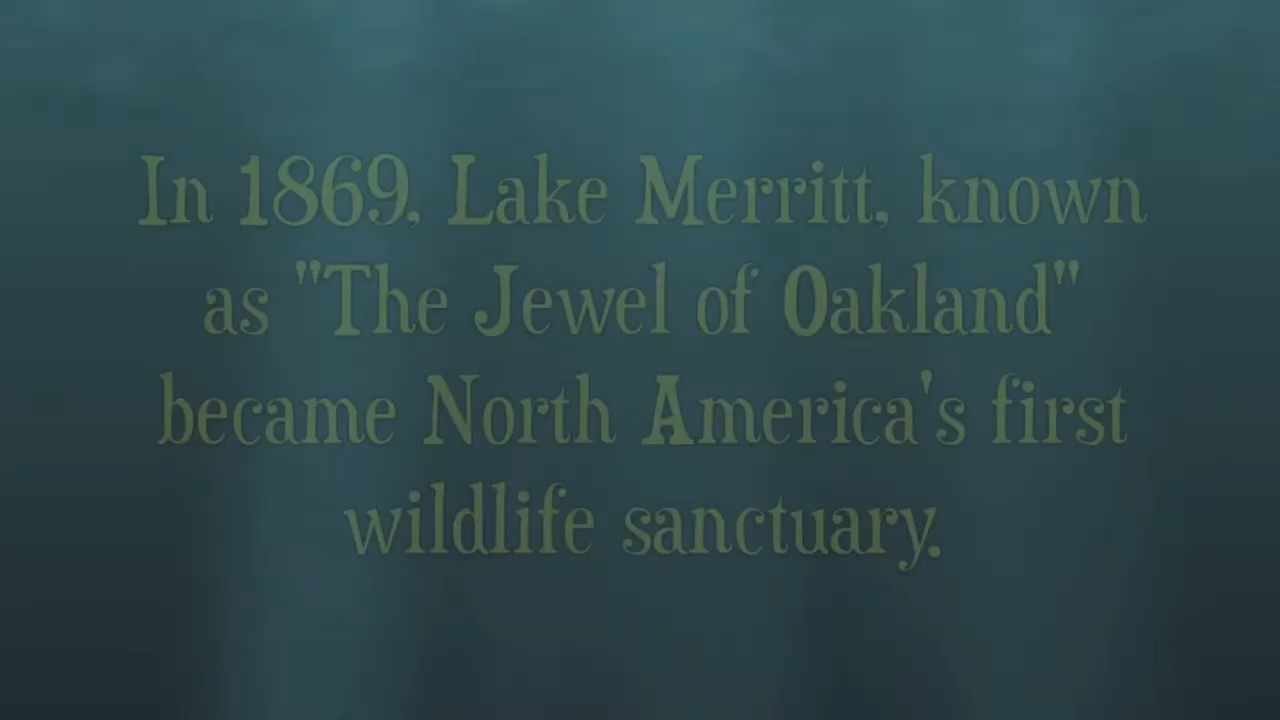 In 1869, Lake Merritt, known
as "The Jewel of Oakland"
became North America's first
wildlife sanctuary.